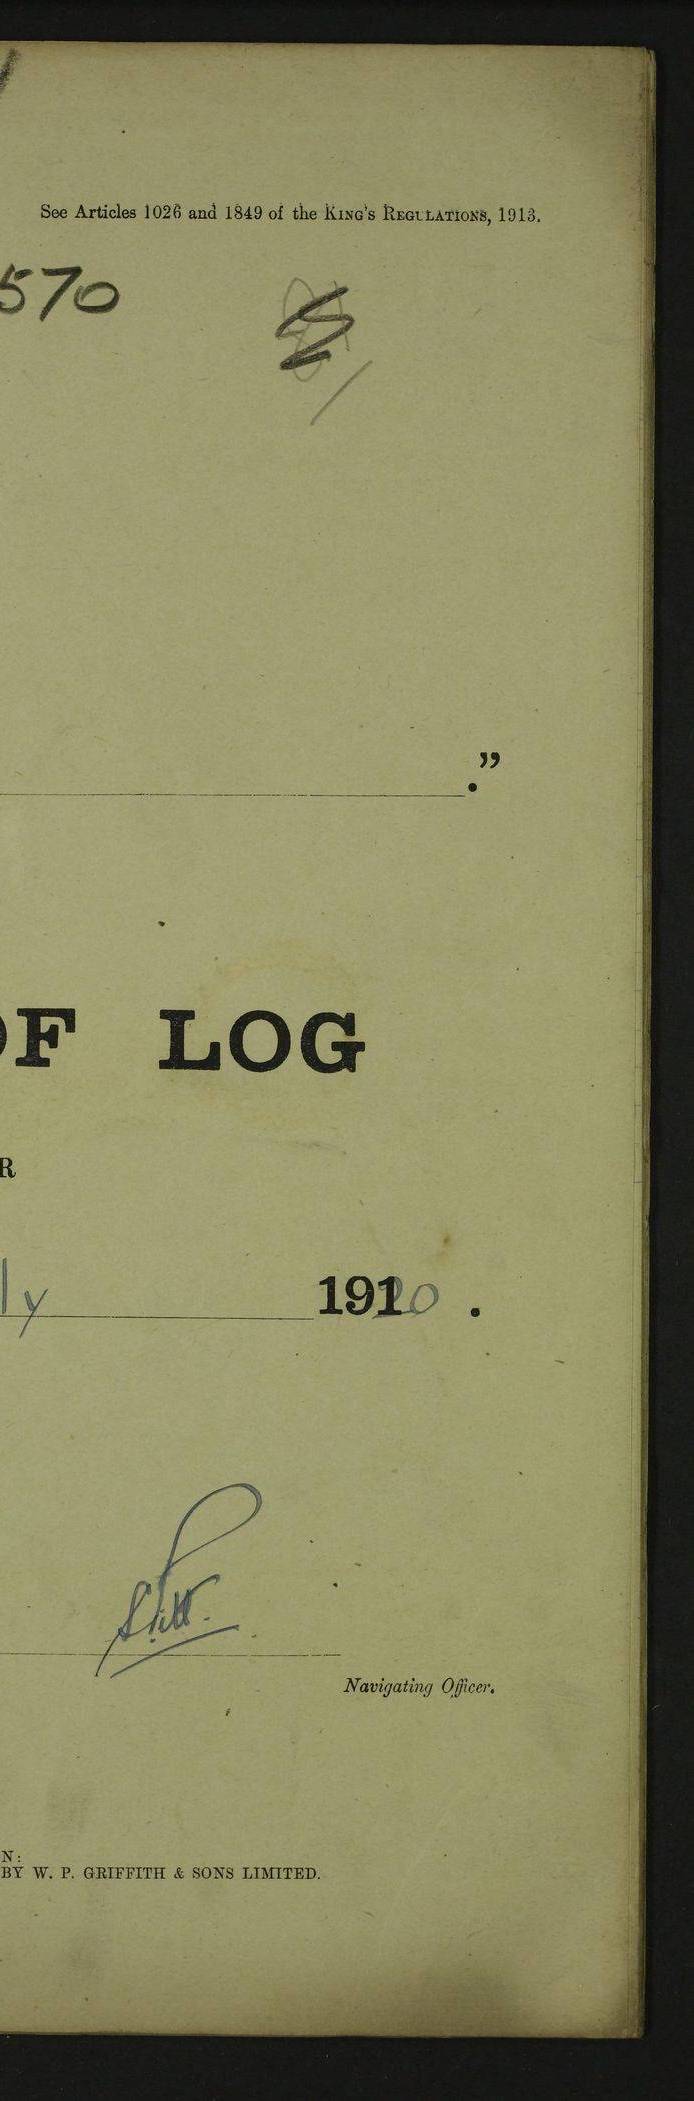 See Articles 1026 and 1849 of the KING'S REGULATIONS, 1913.
570
."
OF LOG
R
ly 1920.
Navigating Officer.
N:
BY W. P. GRIFFITH & SONS LIMITED.